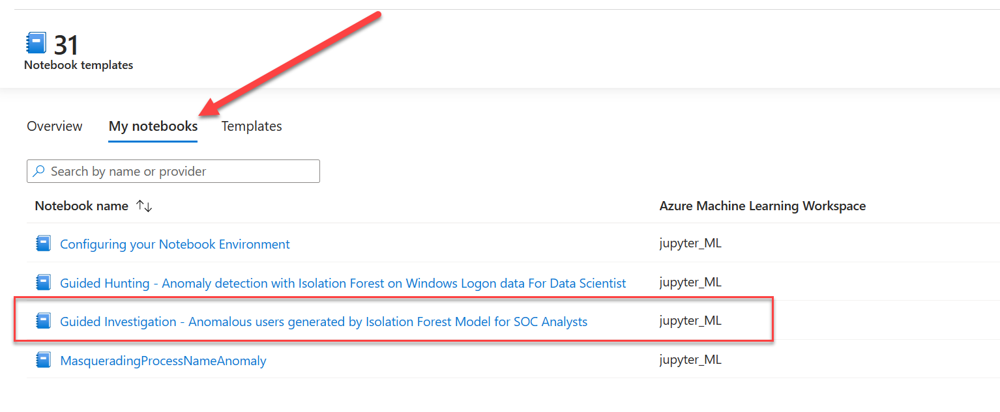 31
Notebook templates
Overview My notebooks Templates
Search by name or provider
Notebook name Azure Machine Learning Workspace
Configuring your Notebook Environment jupyter_ML
Guided Hunting - Anomaly detection with Isolation Forest on Windows Logon data For Data Scientist jupyter_ML
Guided Investigation - Anomalous users generated by Isolation Forest Model for SOC Analysts jupyter_ML
MasqueradingProcessNameAnomaly jupyter_ML